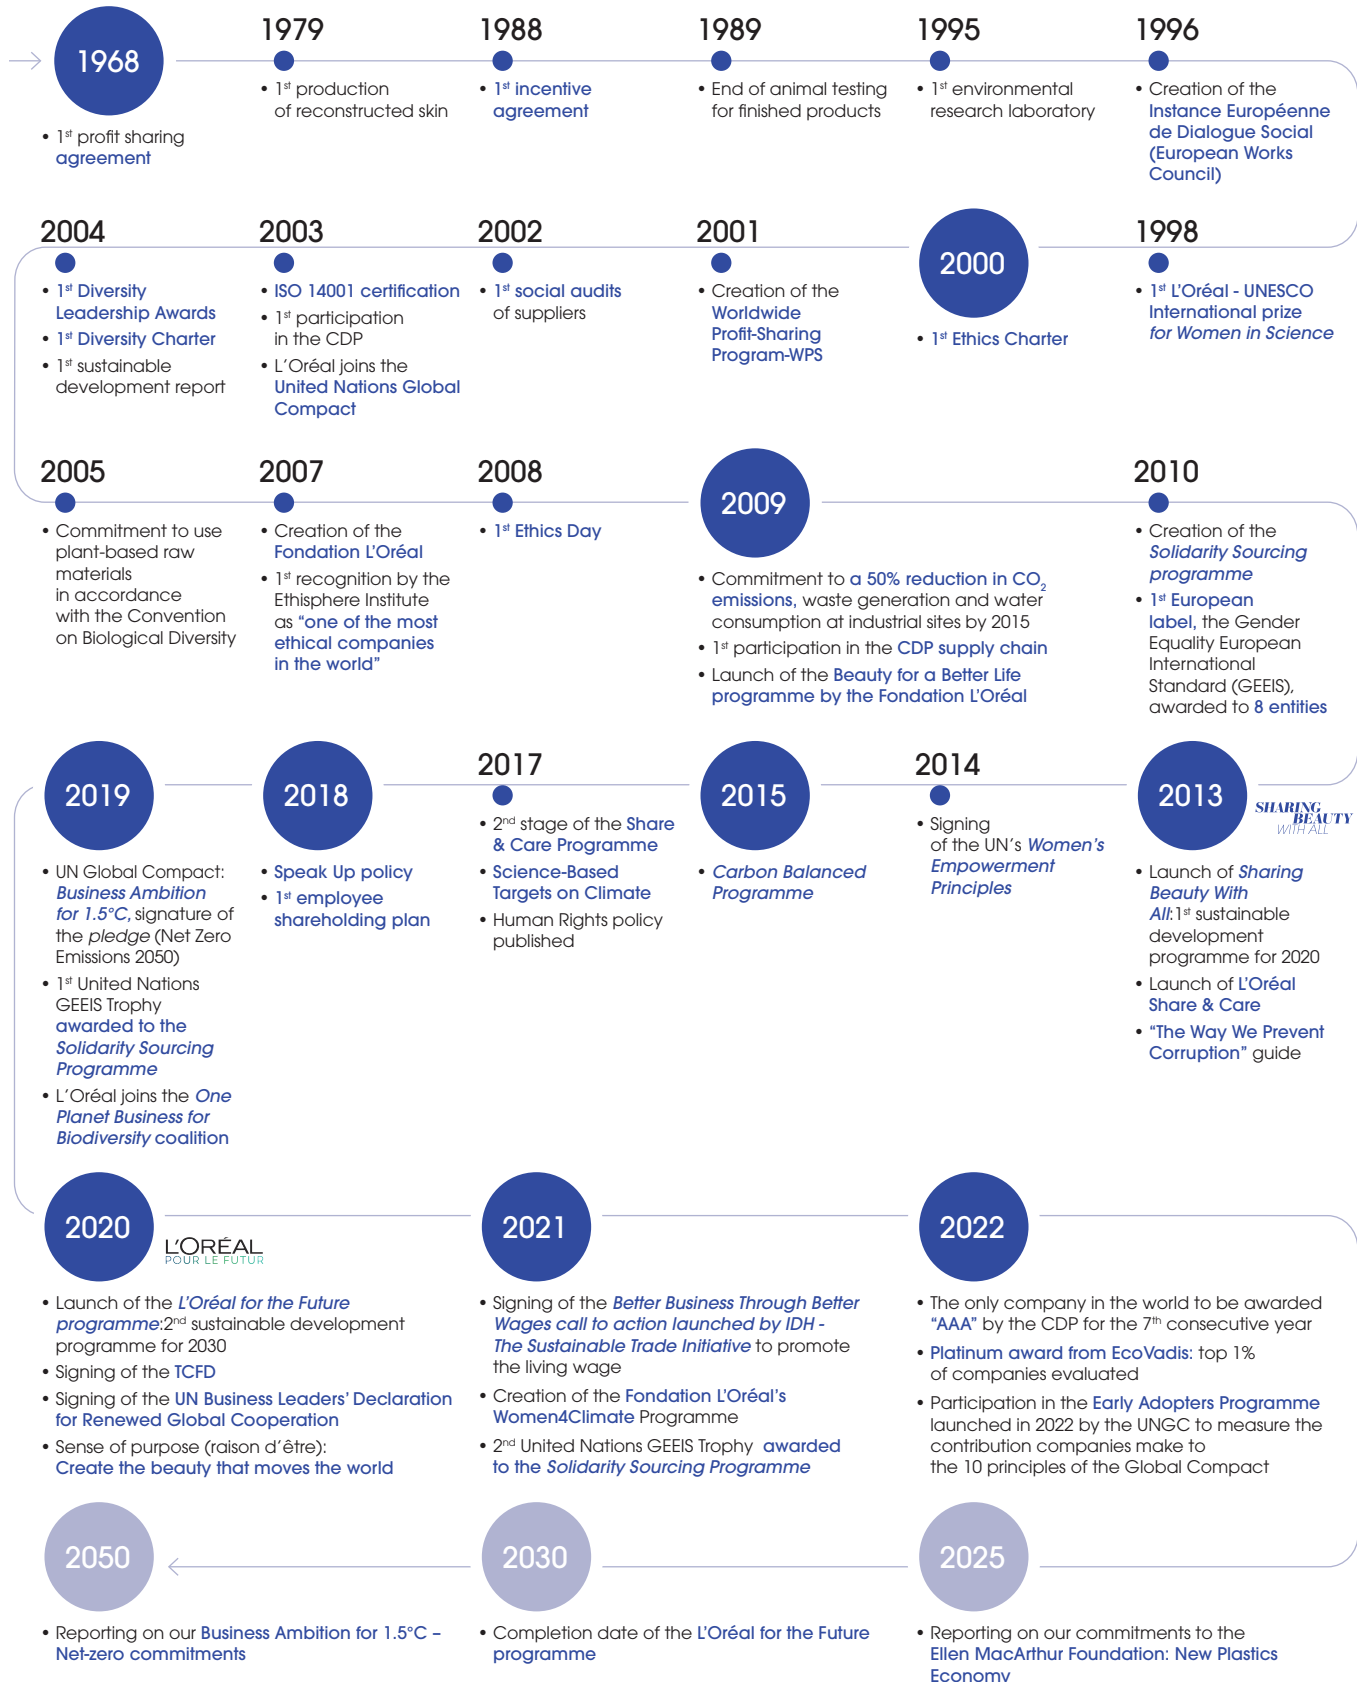 1968
• 1st profit sharing
agreement
1979
• 1st production
of reconstructed skin
1988
• 1st incentive
agreement
1989
• End of animal testing
for finished products
1995
• 1st environmental
research laboratory
1996
• Creation of the
Instance Européenne
de Dialogue Social
(European Works
Council)
1998
• 1st L'Oréal - UNESCO
International prize
for Women in Science
2000
• 1st Ethics Charter
2001
• Creation of the
Worldwide
Profit-Sharing
Program-WPS
2002
• 1st social audits
of suppliers
2003
• ISO 14001 certification
• 1st participation
in the CDP
• L'Oréal joins the
United Nations Global
Compact
2004
• 1st Diversity
Leadership Awards
• 1st Diversity Charter
• 1st sustainable
development report
2005
• Commitment to use
plant-based raw
materials
in accordance
with the Convention
on Biological Diversity
2007
• Creation of the
Fondation L'Oréal
• 1st recognition by the
Ethisphere Institute
as “one of the most
ethical companies
in the world”
2008
• 1st Ethics Day
2009
• Commitment to a 50% reduction in CO2
emissions, waste generation and water
consumption at industrial sites by 2015
• 1st participation in the CDP supply chain
• Launch of the Beauty for a Better Life
programme by the Fondation L'Oréal
2010
• Creation of the
Solidarity Sourcing
programme
• 1st European
label, the Gender
Equality European
International
Standard (GEEIS),
awarded to 8 entities
2013
SHARING
BEAUTY
WITH ALL
• Launch of Sharing
Beauty With
All:1st sustainable
development
programme for 2020
• Launch of L'Oréal
Share & Care
• “The Way We Prevent
Corruption” guide
2014
• Signing
of the UN's Women's
Empowerment
Principles
2015
• Carbon Balanced
Programme
2017
• 2nd stage of the Share
& Care Programme
• Science-Based
Targets on Climate
• Human Rights policy
published
2018
• Speak Up policy
• 1st employee
shareholding plan
2019
• UN Global Compact:
Business Ambition
for 1.5°C, signature of
the pledge (Net Zero
Emissions 2050)
• 1st United Nations
GEEIS Trophy
awarded to the
Solidarity Sourcing
Programme
• L'Oréal joins the One
Planet Business for
Biodiversity coalition
2020
L'ORÉAL
POUR LE FUTUR
• Launch of the L'Oréal for the Future
programme:2nd sustainable development
programme for 2030
• Signing of the TCFD
• Signing of the UN Business Leaders' Declaration
for Renewed Global Cooperation
• Sense of purpose (raison d'être):
Create the beauty that moves the world
2021
• Signing of the Better Business Through Better
Wages call to action launched by IDH -
The Sustainable Trade Initiative to promote
the living wage
• Creation of the Fondation L'Oréal's
Women4Climate Programme
• 2nd United Nations GEEIS Trophy awarded
to the Solidarity Sourcing Programme
2022
• The only company in the world to be awarded
“AAA” by the CDP for the 7th consecutive year
• Platinum award from EcoVadis: top 1%
of companies evaluated
• Participation in the Early Adopters Programme
launched in 2022 by the UNGC to measure the
contribution companies make to
the 10 principles of the Global Compact
2025
• Reporting on our commitments to the
Ellen MacArthur Foundation: New Plastics
Economy
2030
• Completion date of the L'Oréal for the Future
programme
2050
• Reporting on our Business Ambition for 1.5°C –
Net-zero commitments